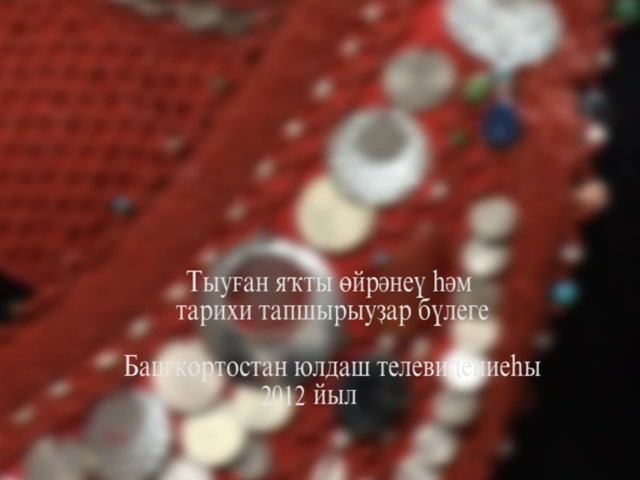 Тыуған яҡты өйрәнеү һәм
тарихи тапшырыуҙар бүлеге
Башҡортостан юлдаш телевидениеһы
2012 йыл